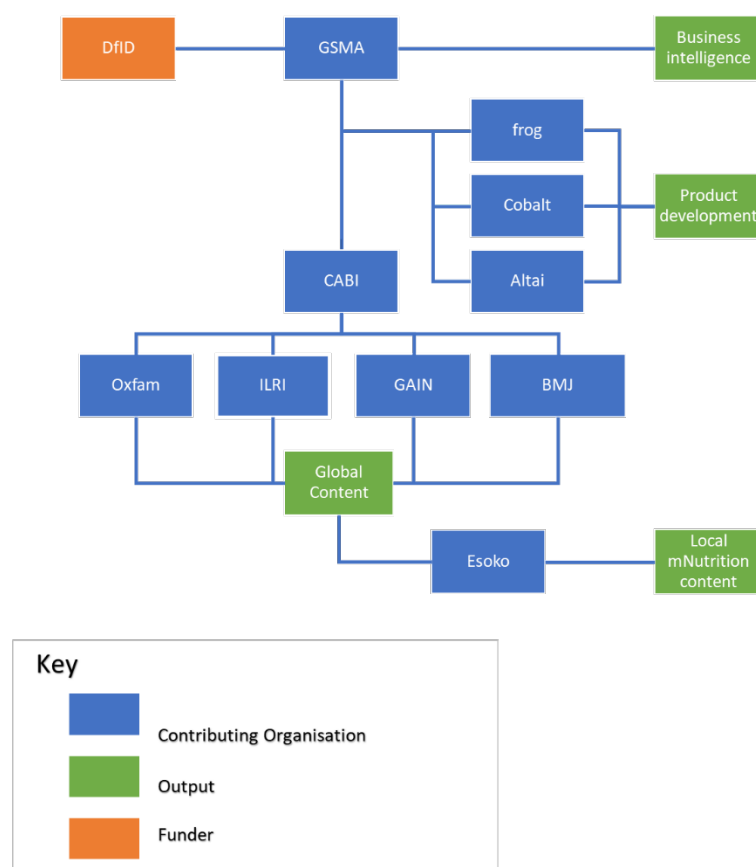 DfID
GSMA
Business
intelligence
frog
Cobalt
Product
development
Altai
CABI
Oxfam
ILRI
GAIN
BMJ
Global
Content
Esoko
Local
mNutrition
content
Key
Contributing Organisation
Output
Funder